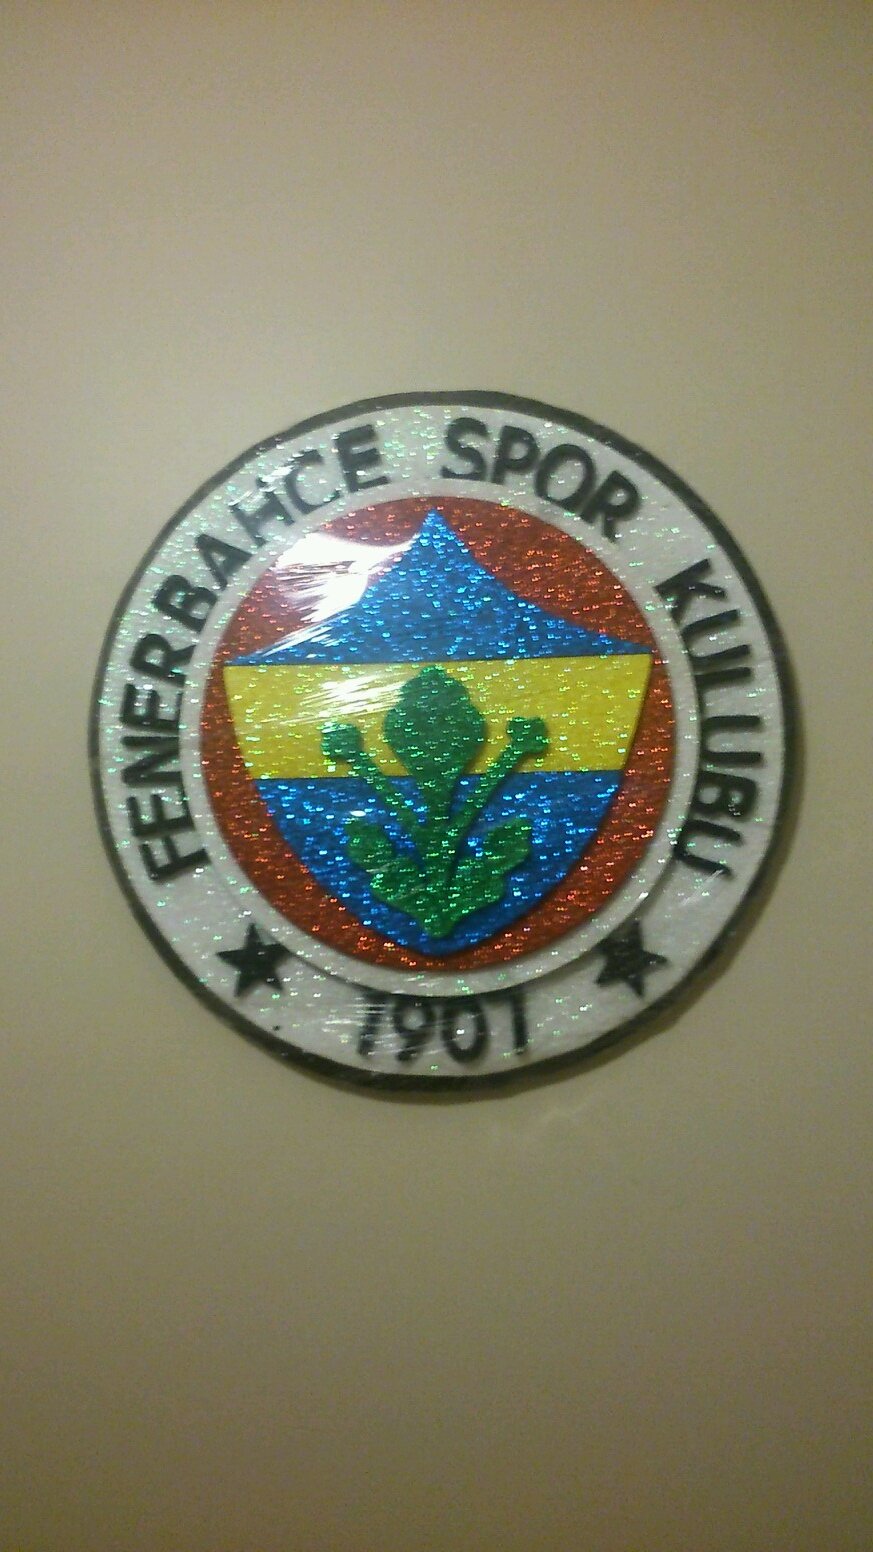 FENERBAHCE SPOR KULUBU
1907